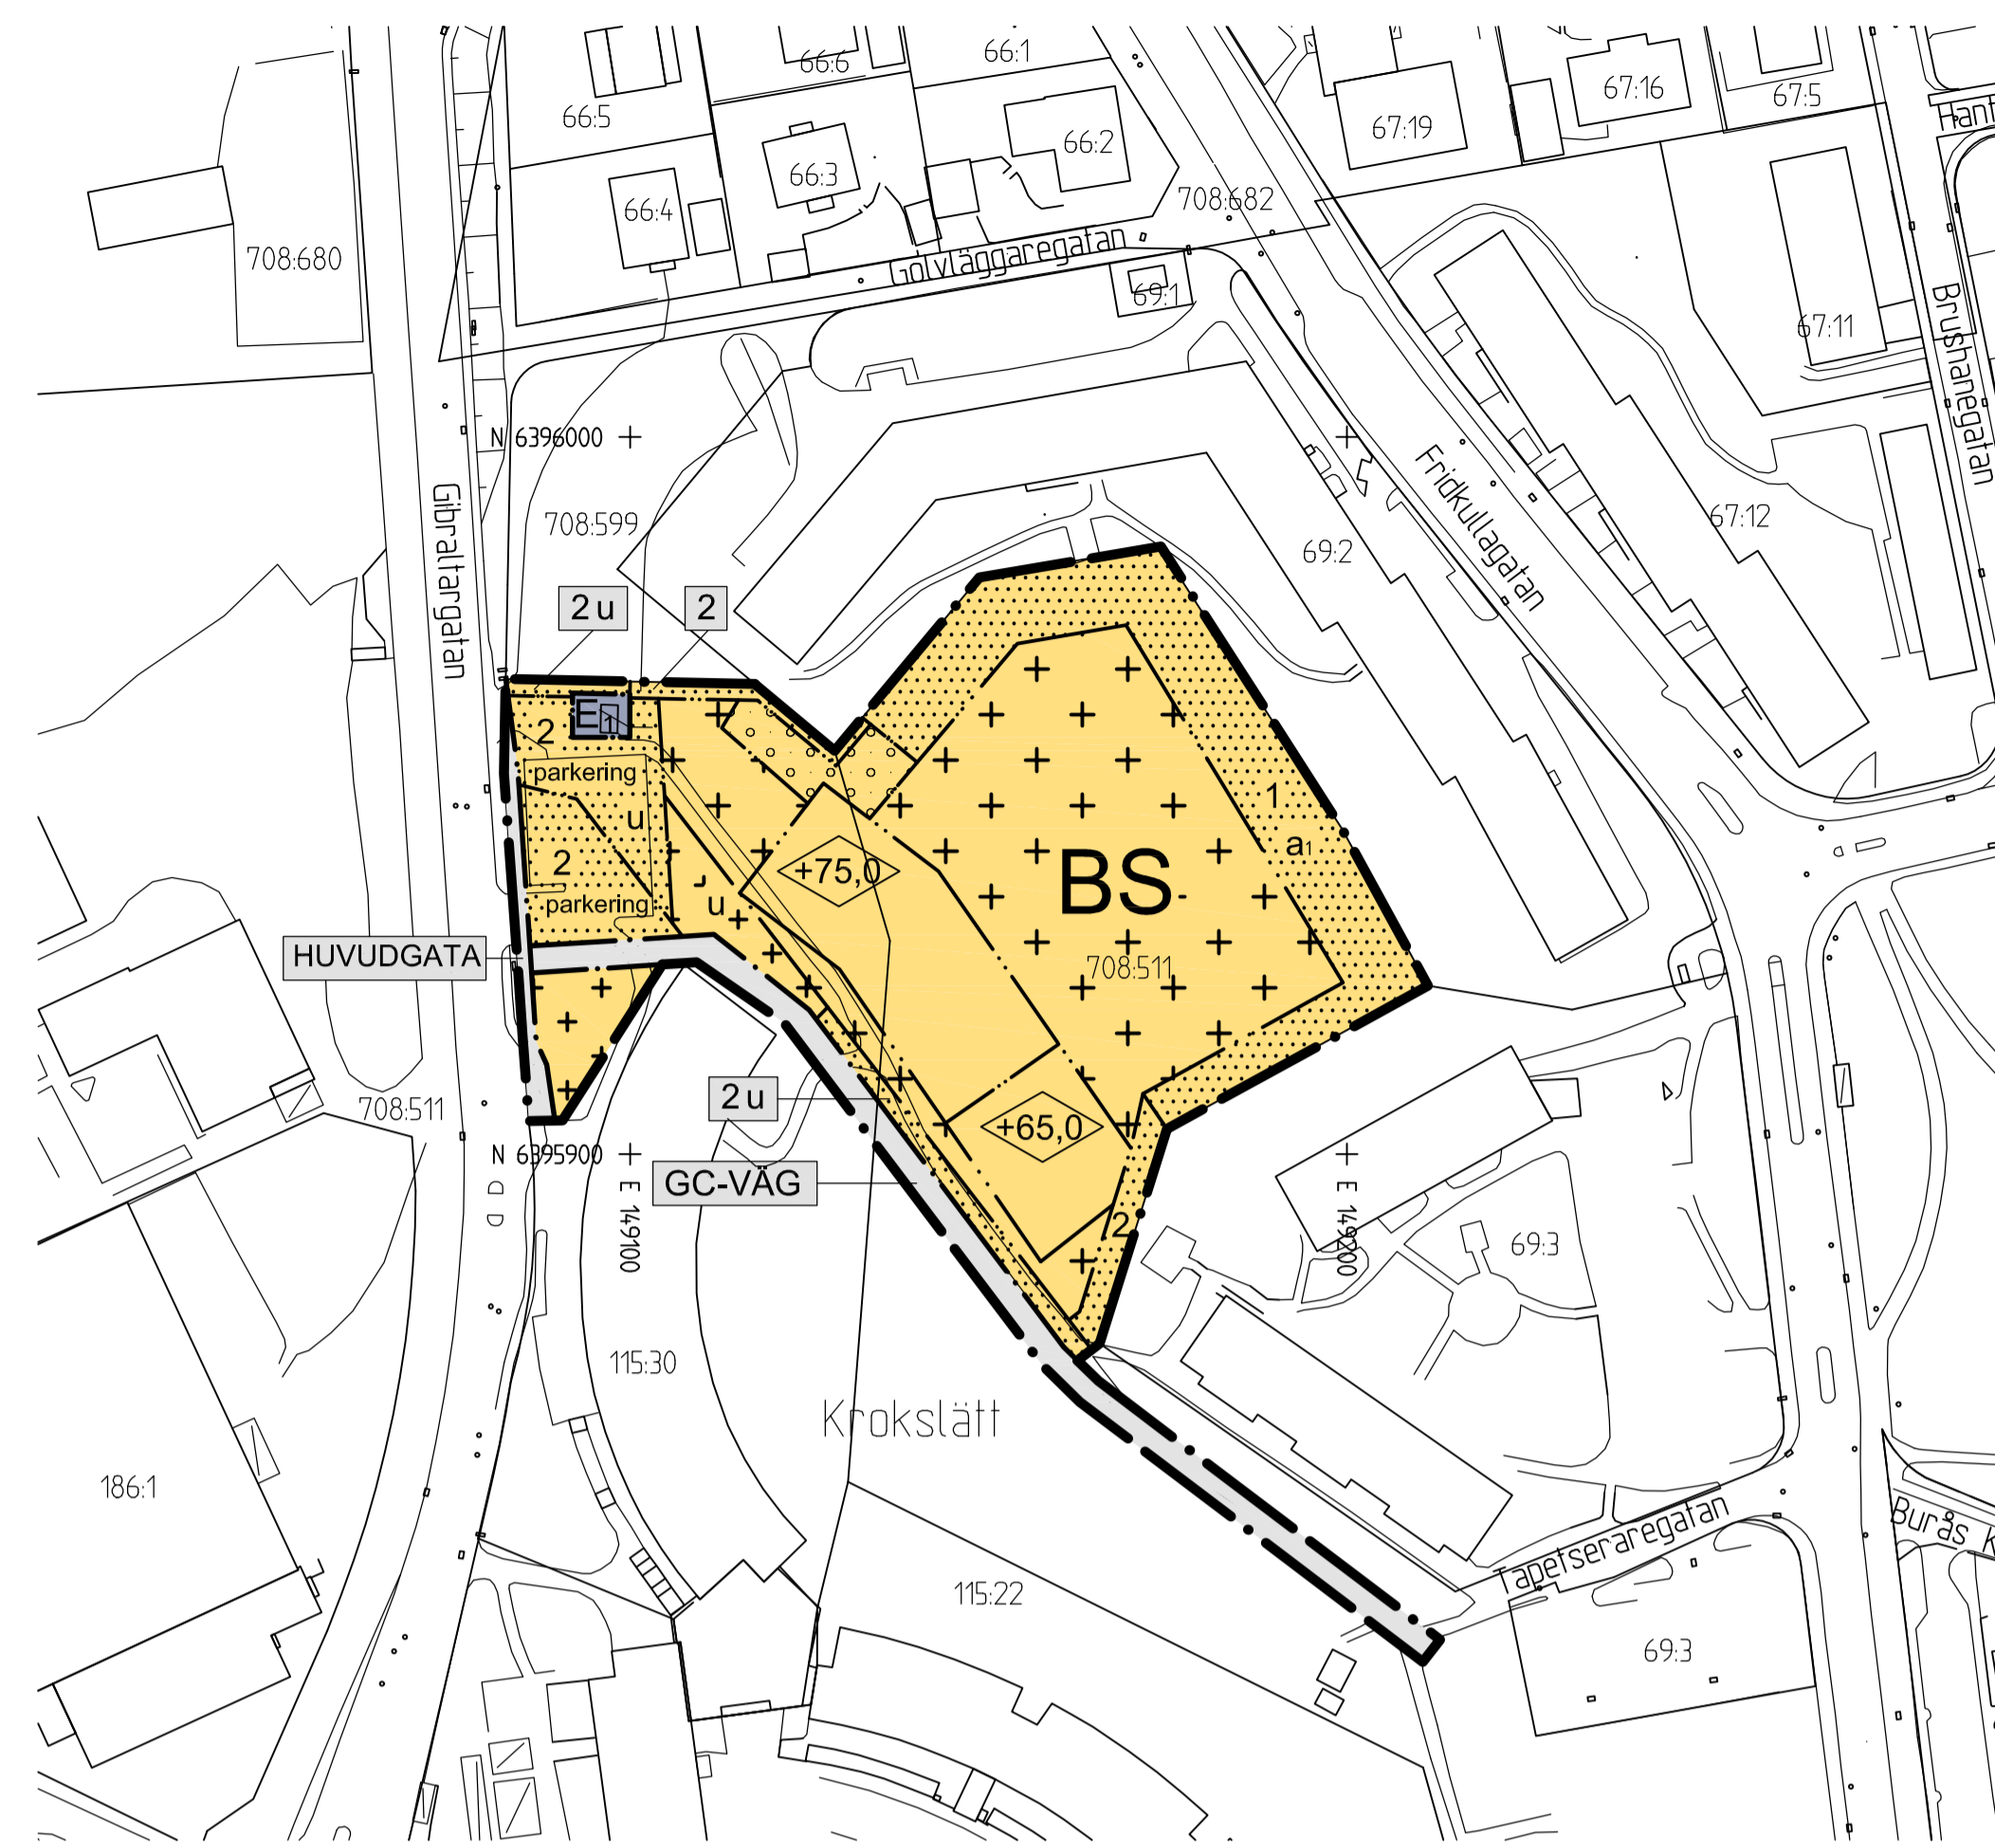 66:6
66:1
66:5
67:16
67:5
67:19
66:2
66:3
66:4
708:682
708:680
Golvläggaregatan
69:1
67:11
Brushanegatan
N 6396000
Gibraltargatan
708:599
Fridkullagatan
67:12
69:2
2 u
2
E1
2
parkering
u
2
parkering
1
a1
+75,0
BS
u
HUVUDGATA
708:511
708:511
2 u
+65,0
N 6395900
GC-VÄG
E 149100
E 149200
2
69:3
115:30
Krokslätt
186:1
Tapetseraregatan
Burås
115:22
69:3